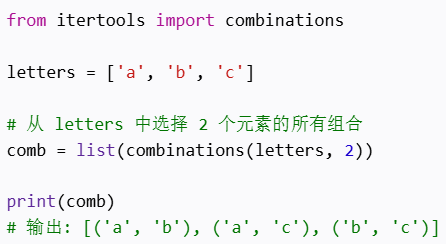 from itertools import combinations
letters = ['a', 'b', 'c']
# 从 letters 中选择 2 个元素的所有组合
comb = list(combinations(letters, 2))
print(comb)
# 输出: [('a', 'b'), ('a', 'c'), ('b', 'c')]